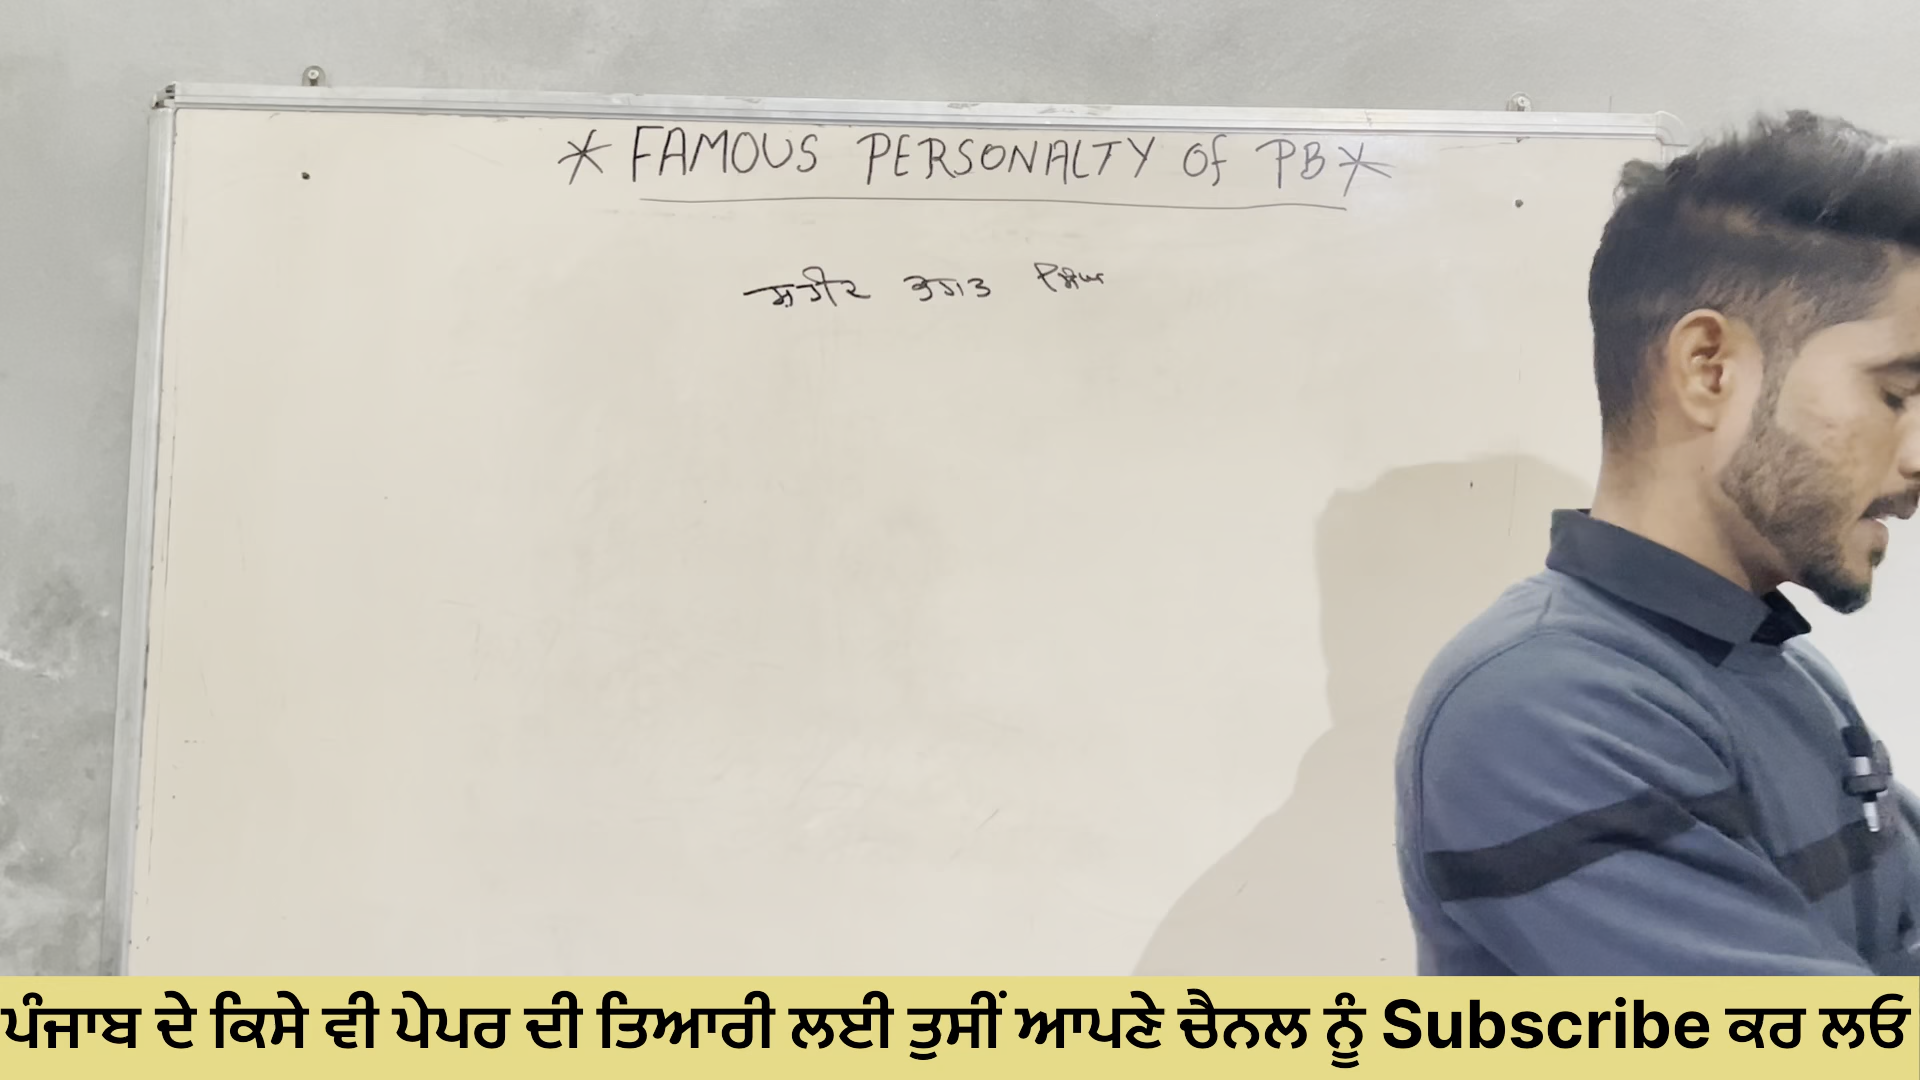 * FAMOUS PERSONALTY Of PB *
ਸ਼ਹੀਦ ਭਗਤ ਸਿੰਘ
ਪੰਜਾਬ ਦੇ ਕਿਸੇ ਵੀ ਪੇਪਰ ਦੀ ਤਿਆਰੀ ਲਈ ਤੁਸੀਂ ਆਪਣੇ ਚੈਨਲ ਨੂੰ Subscribe ਕਰ ਲਓ